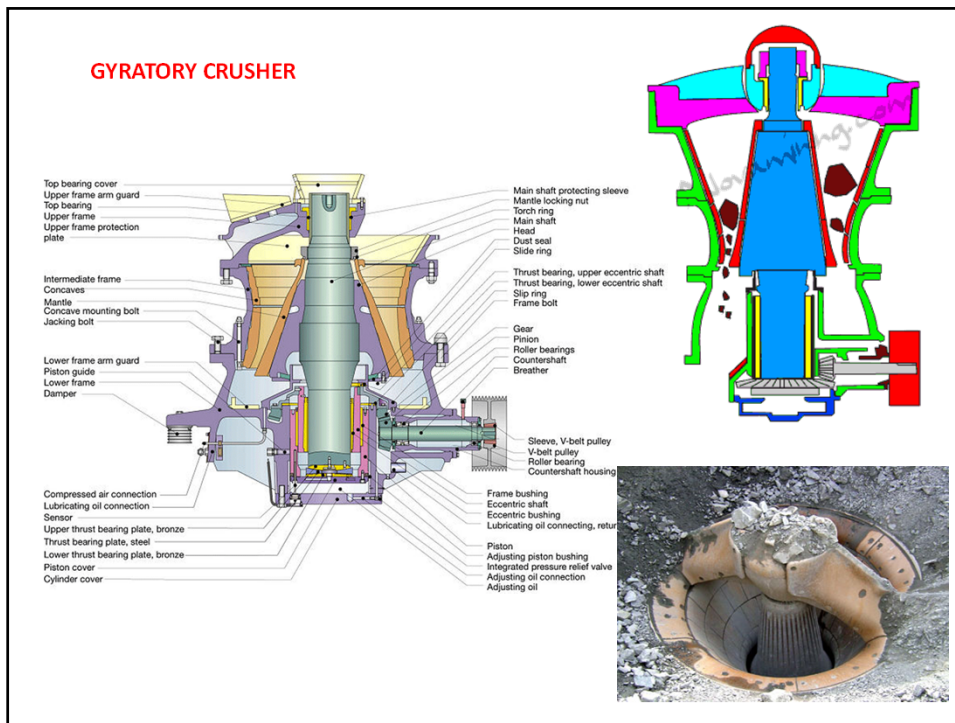 GYRATORY CRUSHER
Top bearing cover
Upper frame arm guard
Top bearing
Upper frame
Upper frame protection
plate
Intermediate frame
Concaves
Mantle
Concave mounting bolt
Jacking bolt
Lower frame arm guard
Piston guide
Lower frame
Damper
Compressed air connection
Lubricating oil connection
Sensor
Upper thrust bearing plate, bronze
Thrust bearing plate, steel
Lower thrust bearing plate, bronze
Piston cover
Cylinder cover
Main shaft protecting sleeve
Mantle locking nut
Torch ring
Main shaft
Head
Dust seal
Slide ring
Thrust bearing, upper eccentric shaft
Thrust bearing, lower eccentric shaft
Slip ring
Frame bolt
Gear
Pinion
Roller bearings
Countershaft
Breather
Sleeve, V-belt pulley
V-belt pulley
Roller bearing
Countershaft housing
Frame bushing
Eccentric shaft
Eccentric bushing
Lubricating oil connecting, retur
Piston
Adjusting piston bushing
Integrated pressure relief valve
Adjusting oil connection
Adjusting oil